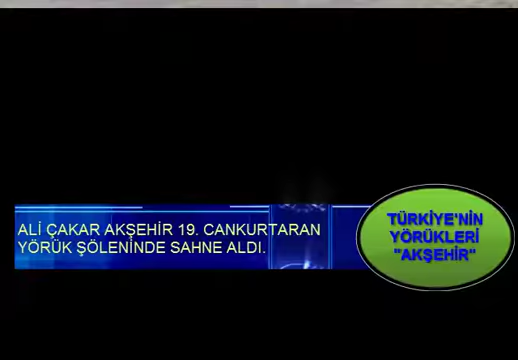 ALİ ÇAKAR AKŞEHİR 19. CANKURTARAN
YÖRÜK ŞÖLENİNDE SAHNE ALDI.
TÜRKİYE'NİN
YÖRÜKLERİ
"AKŞEHİR"